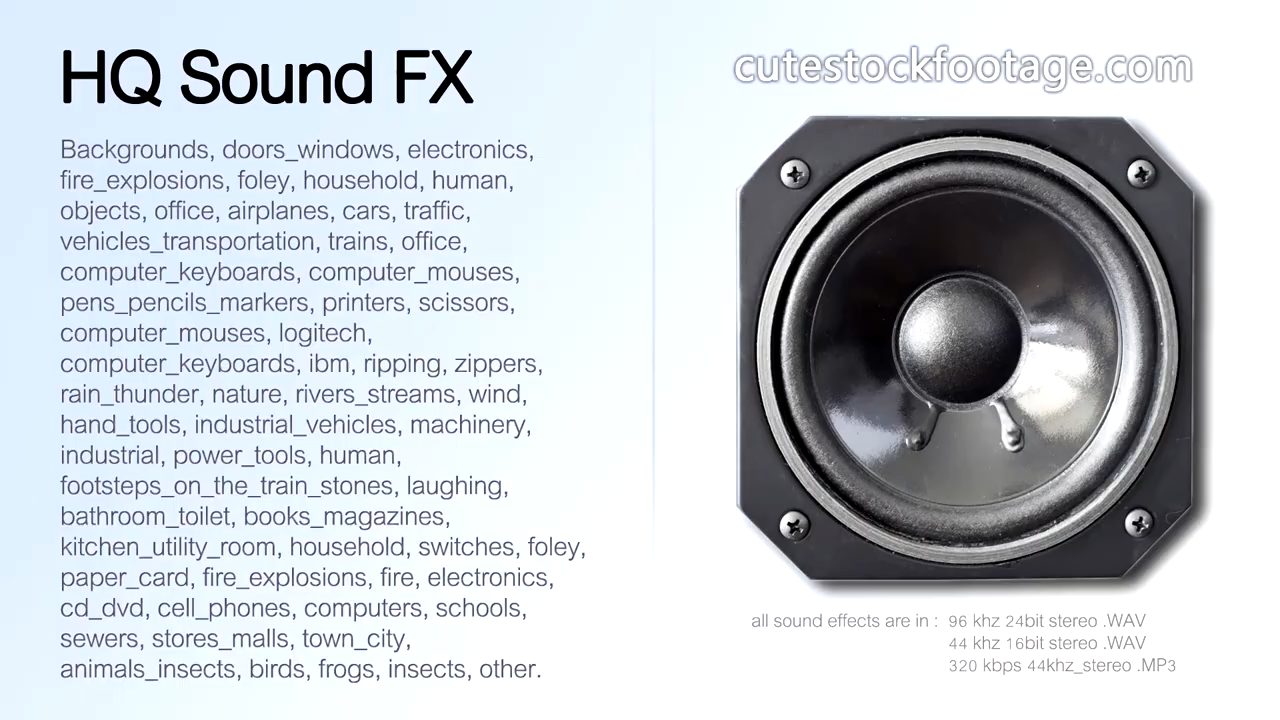 HQ Sound FX
Backgrounds, doors_windows, electronics,
fire_explosions, foley, household, human,
objects, office, airplanes, cars, traffic,
vehicles_transportation, trains, office,
computer_keyboards, computer_mouses,
pens_pencils_markers, printers, scissors,
computer_mouses, logitech,
computer_keyboards, ibm, ripping, zippers,
rain_thunder, nature, rivers_streams, wind,
hand_tools, industrial_vehicles, machinery,
industrial, power_tools, human,
footsteps_on_the_train_stones, laughing,
bathroom_toilet, books_magazines,
kitchen_utility_room, household, switches, foley,
paper_card, fire_explosions, fire, electronics,
cd_dvd, cell_phones, computers, schools,
sewers, stores_malls, town_city,
animals_insects, birds, frogs, insects, other.
cutestockfootage.com
all sound effects are in : 96 khz 24bit stereo .WAV
44 khz 16bit stereo .WAV
320 kbps 44khz_stereo .MP3